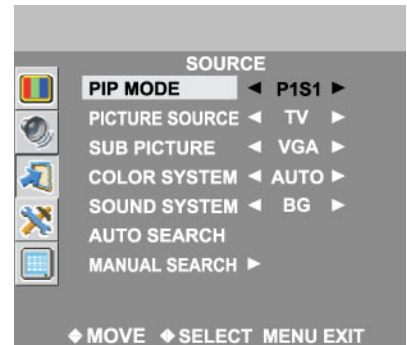 SOURCE
PIP MODE ◄ P1S1 ►
PICTURE SOURCE ◄ TV ►
SUB PICTURE ◄ VGA ►
COLOR SYSTEM ◄ AUTO ►
SOUND SYSTEM ◄ BG ►
AUTO SEARCH
MANUAL SEARCH ►
◆ MOVE ◆ SELECT MENU EXIT